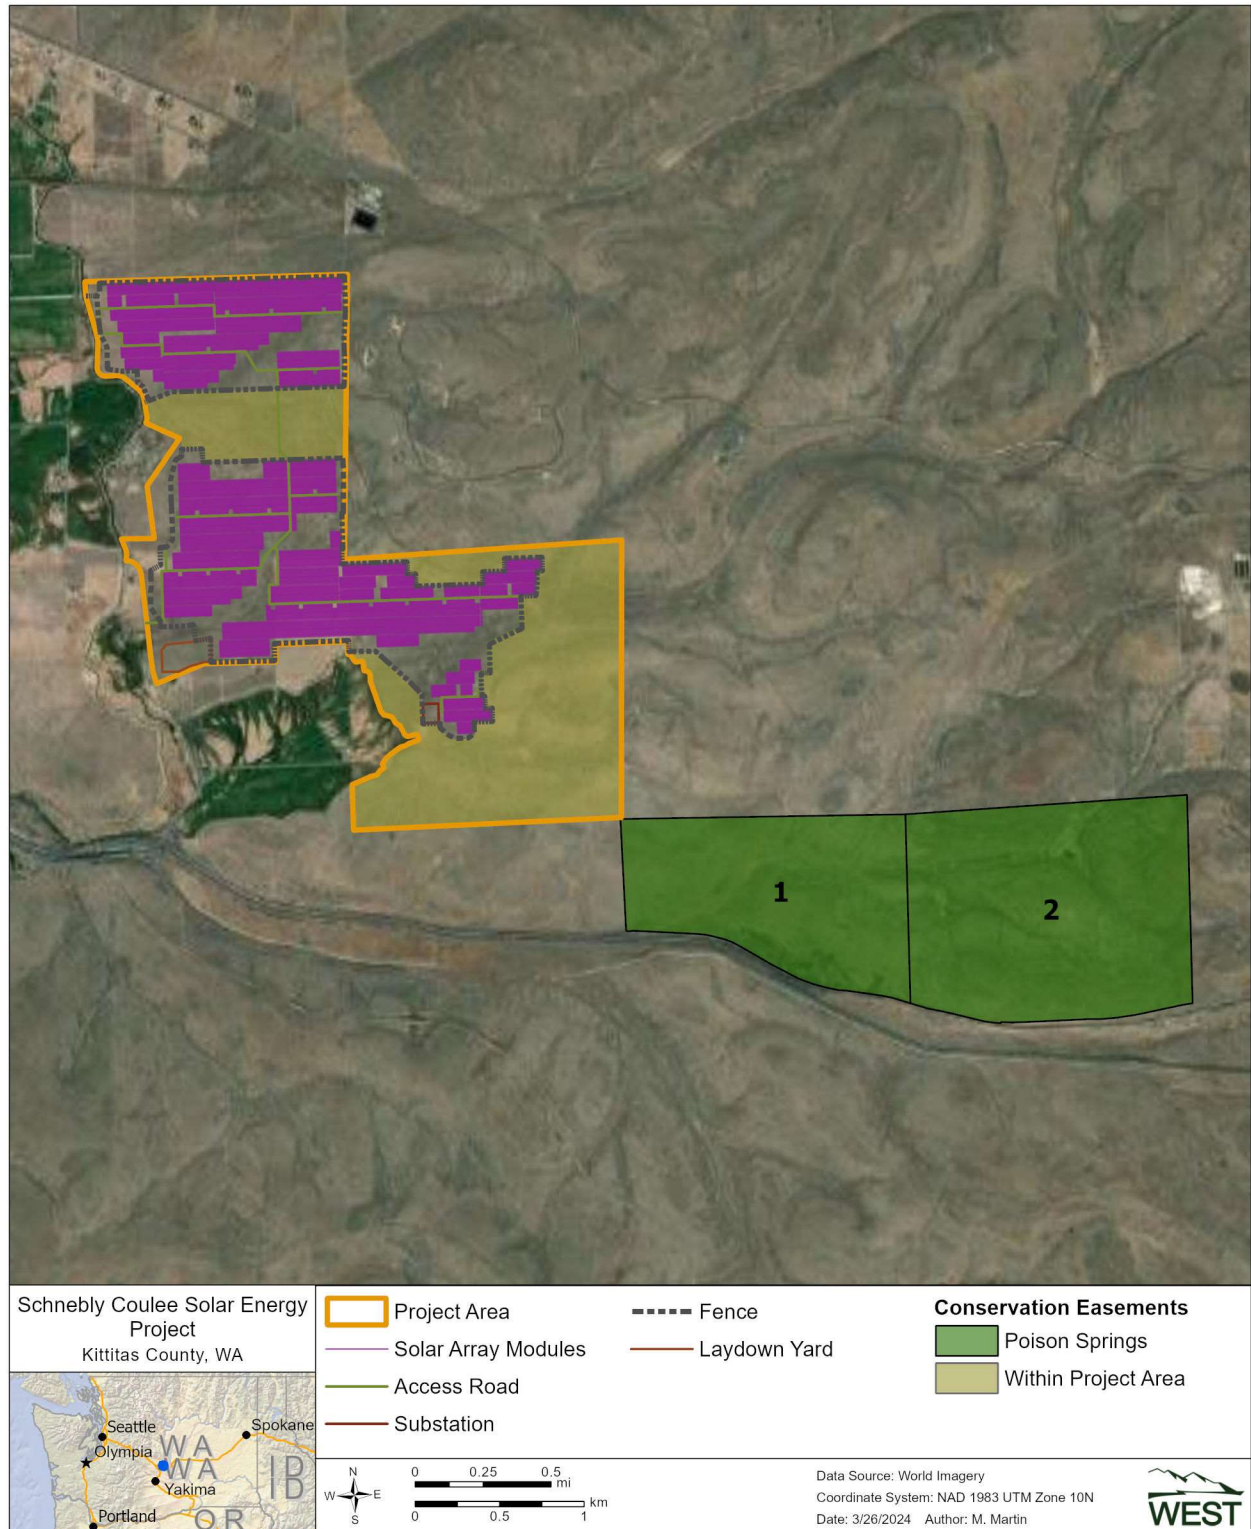 1
2
Schnebly Coulee Solar Energy
Project
Kittitas County, WA
Seattle
Olympia
Spokane
WA
WA
Yakima
IB
Portland
OR
Project Area
Solar Array Modules
Access Road
Substation
Fence
Laydown Yard
Conservation Easements
Poison Springs
Within Project Area
N
W
E
S
0 0.25 0.5
mi
km
0 0.5 1
Data Source: World Imagery
Coordinate System: NAD 1983 UTM Zone 10N
Date: 3/26/2024 Author: M. Martin
WEST